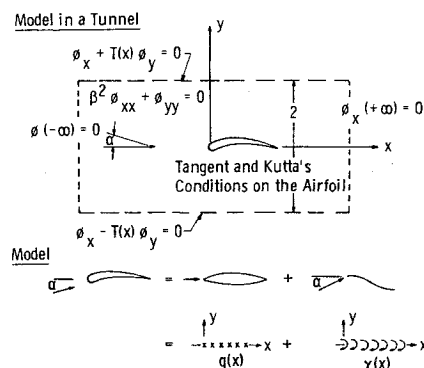 Model in a Tunnel
y
ϕx + T(x) ϕy = 0
β² ϕxx + ϕyy = 0
2
ϕx (+∞) = 0
ϕ (-∞) = 0
α
x
Tangent and Kutta's
Conditions on the Airfoil
ϕx - T(x) ϕy = 0
Model
α = + α
y y
= x + x
q(x) γ(x)